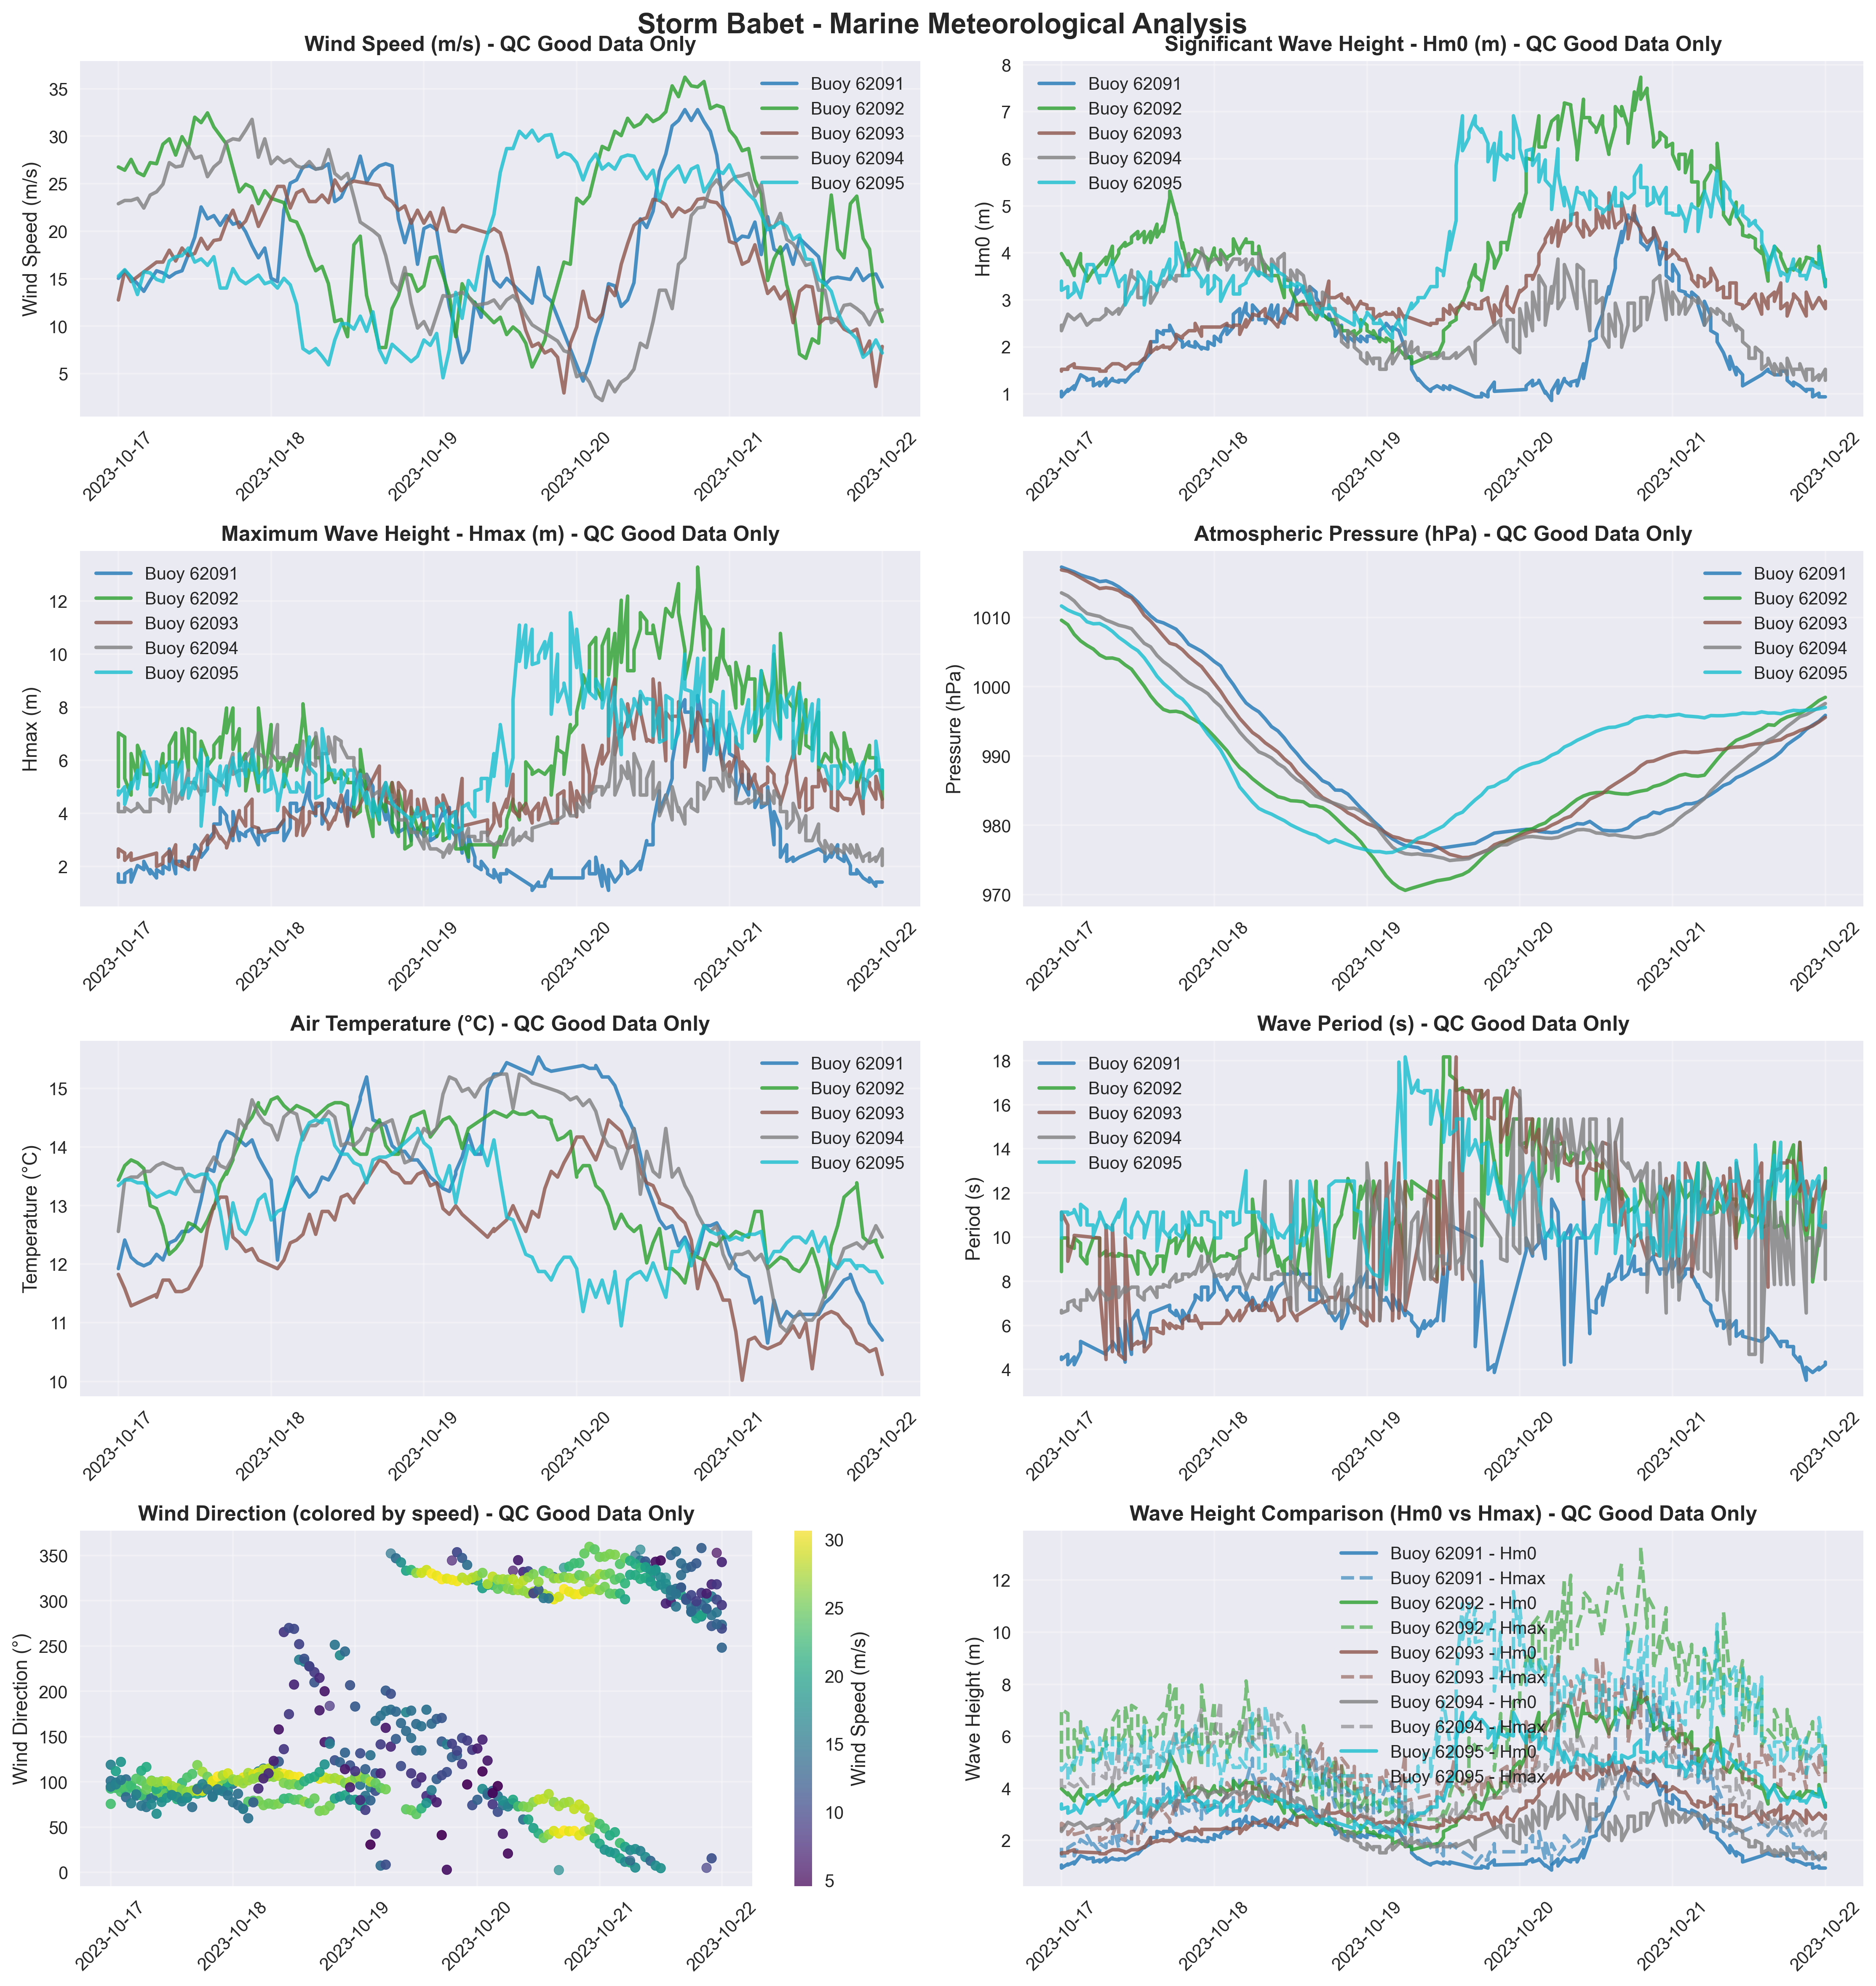 Storm Babet - Marine Meteorological Analysis
Wind Speed (m/s) - QC Good Data Only
Wind Speed (m/s)
35
30
25
20
15
10
5
Buoy 62091
Buoy 62092
Buoy 62093
Buoy 62094
Buoy 62095
2023-10-17
2023-10-18
2023-10-19
2023-10-20
2023-10-21
2023-10-22
Significant Wave Height - Hm0 (m) - QC Good Data Only
Hm0 (m)
8
7
6
5
4
3
2
1
Buoy 62091
Buoy 62092
Buoy 62093
Buoy 62094
Buoy 62095
2023-10-17
2023-10-18
2023-10-19
2023-10-20
2023-10-21
2023-10-22
Maximum Wave Height - Hmax (m) - QC Good Data Only
Hmax (m)
12
10
8
6
4
2
Buoy 62091
Buoy 62092
Buoy 62093
Buoy 62094
Buoy 62095
2023-10-17
2023-10-18
2023-10-19
2023-10-20
2023-10-21
2023-10-22
Atmospheric Pressure (hPa) - QC Good Data Only
Pressure (hPa)
1010
1000
990
980
970
Buoy 62091
Buoy 62092
Buoy 62093
Buoy 62094
Buoy 62095
2023-10-17
2023-10-18
2023-10-19
2023-10-20
2023-10-21
2023-10-22
Air Temperature (°C) - QC Good Data Only
Temperature (°C)
15
14
13
12
11
10
Buoy 62091
Buoy 62092
Buoy 62093
Buoy 62094
Buoy 62095
2023-10-17
2023-10-18
2023-10-19
2023-10-20
2023-10-21
2023-10-22
Wave Period (s) - QC Good Data Only
Period (s)
18
16
14
12
10
8
6
4
Buoy 62091
Buoy 62092
Buoy 62093
Buoy 62094
Buoy 62095
2023-10-17
2023-10-18
2023-10-19
2023-10-20
2023-10-21
2023-10-22
Wind Direction (colored by speed) - QC Good Data Only
Wind Direction (°)
350
300
250
200
150
100
50
0
2023-10-17
2023-10-18
2023-10-19
2023-10-20
2023-10-21
2023-10-22
30
25
20
15
10
5
Wind Speed (m/s)
Wave Height Comparison (Hm0 vs Hmax) - QC Good Data Only
Wave Height (m)
12
10
8
6
4
2
Buoy 62091 - Hm0
Buoy 62091 - Hmax
Buoy 62092 - Hm0
Buoy 62092 - Hmax
Buoy 62093 - Hm0
Buoy 62093 - Hmax
Buoy 62094 - Hm0
Buoy 62094 - Hmax
Buoy 62095 - Hm0
Buoy 62095 - Hmax
2023-10-17
2023-10-18
2023-10-19
2023-10-20
2023-10-21
2023-10-22